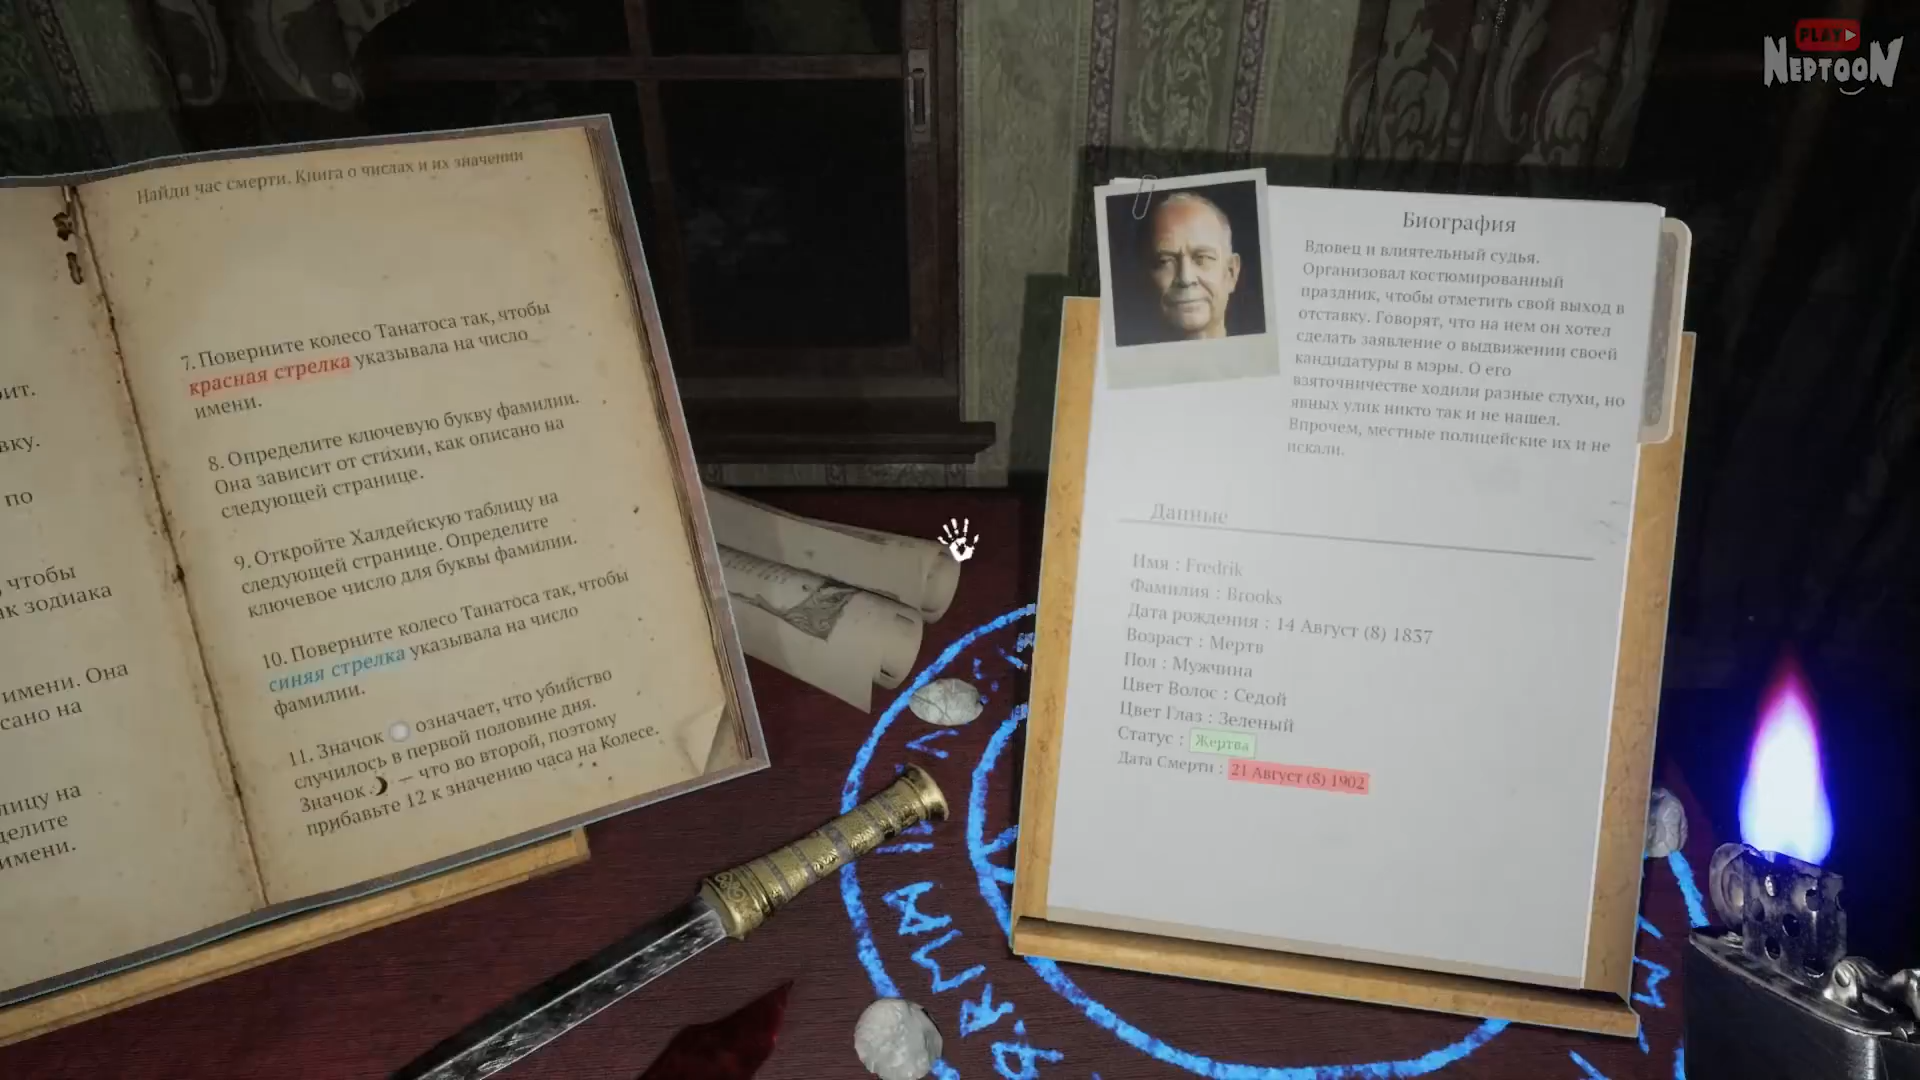 Найди час смерти. Книга о числах и их значении
7. Поверните колесо Танатоса так, чтобы
красная стрелка указывала на число
имени.
8. Определите ключевую букву фамилии.
Она зависит от стихии, как описано на
следующей странице.
9. Откройте Халдейскую таблицу на
следующей странице. Определите
ключевое число для буквы фамилии.
10. Поверните колесо Танатоса так, чтобы
синяя стрелка указывала на число
фамилии.
11. Значок означает, что убийство
случилось в первой половине дня.
Значок — что во второй, поэтому
прибавьте 12 к значению часа на Колесе.
вку.
по
чтобы
зодиака
имени. Она
сано на
лицу на
делите
имени.
Биография
Вдовец и влиятельный судья.
Организовал костюмированный
праздник, чтобы отметить свой выход в
отставку. Говорят, что на нем он хотел
сделать заявление о выдвижении своей
кандидатуры в мэры. О его
взяточничестве ходили разные слухи, но
явных улик никто так и не нашел.
Впрочем, местные полицейские их и не
искали.
Данные
Имя : Fredrik
Фамилия : Brooks
Дата рождения : 14 Август (8) 1837
Возраст : Мертв
Пол : Мужчина
Цвет Волос : Седой
Цвет Глаз : Зеленый
Статус : Жертва
Дата Смерти : 21 Август (8) 1902
PLAY
NEPTOON